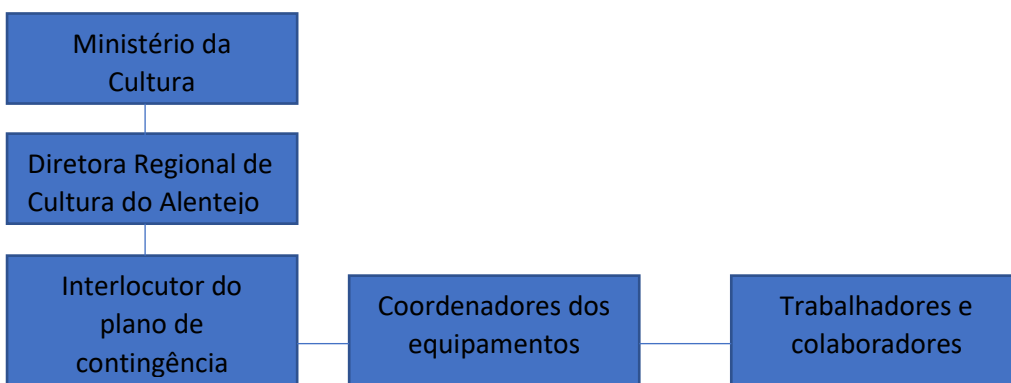 Ministério da
Cultura
Diretora Regional de
Cultura do Alentejo
Interlocutor do
plano de
contingência
Coordenadores dos
equipamentos
Trabalhadores e
colaboradores